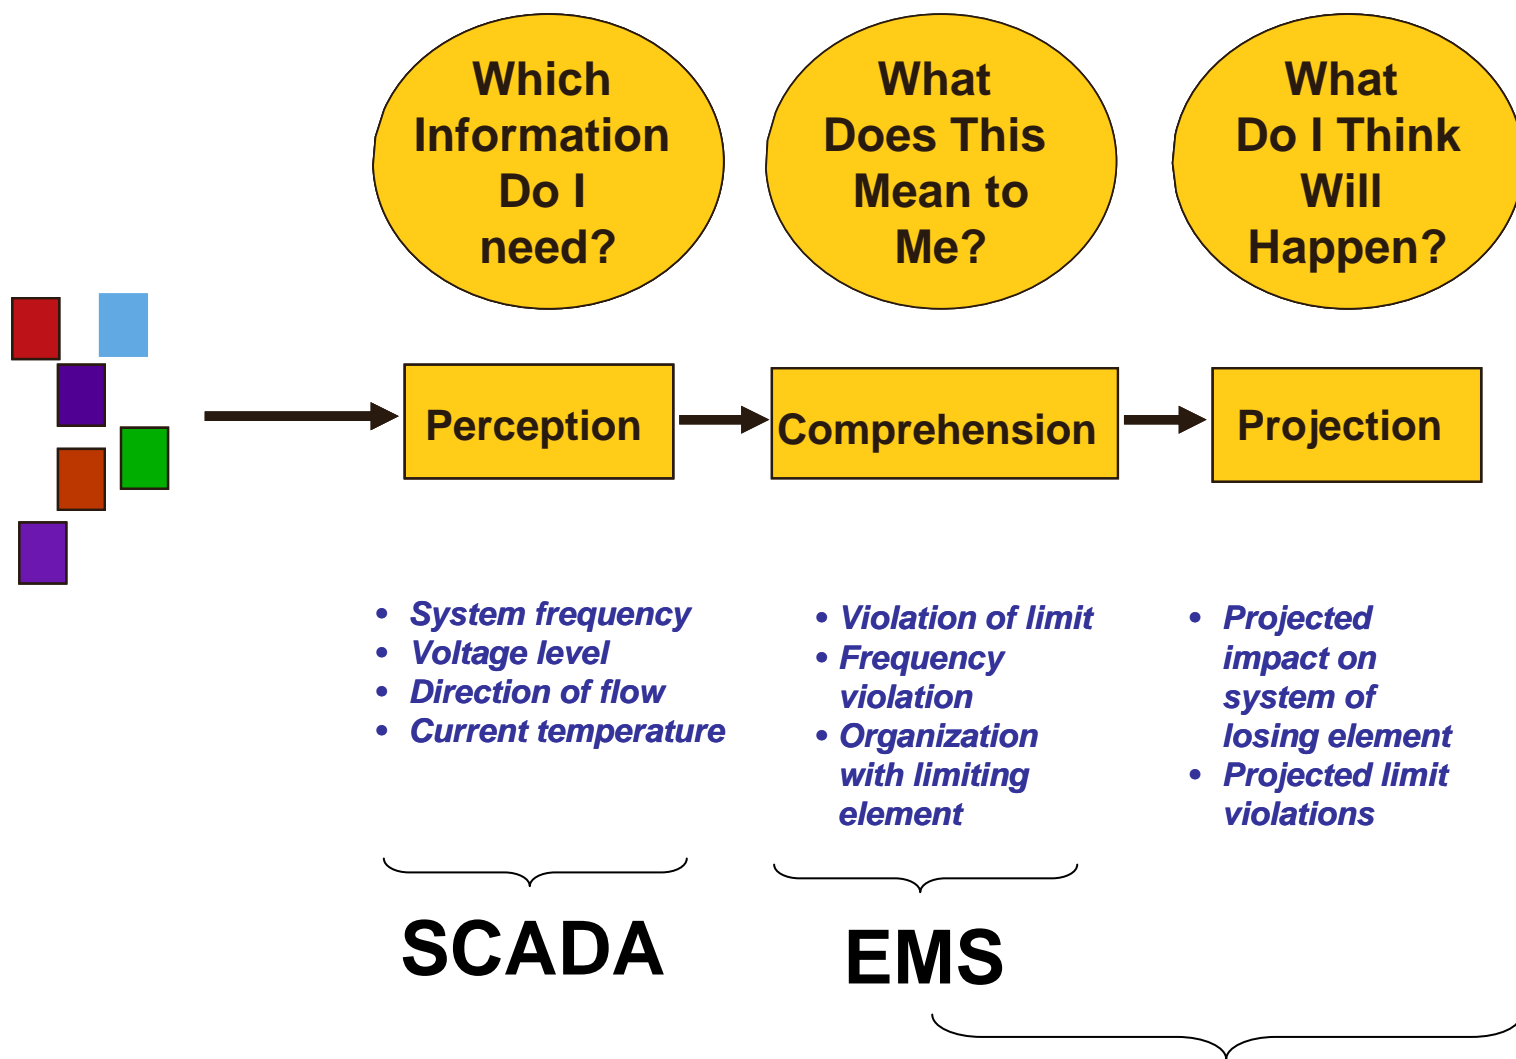 Which
Information
Do I
need?
What
Does This
Mean to
Me?
What
Do I Think
Will
Happen?
Perception
Comprehension
Projection
• System frequency
• Voltage level
• Direction of flow
• Current temperature
• Violation of limit
• Frequency
violation
• Organization
with limiting
element
• Projected
impact on
system of
losing element
• Projected limit
violations
SCADA
EMS